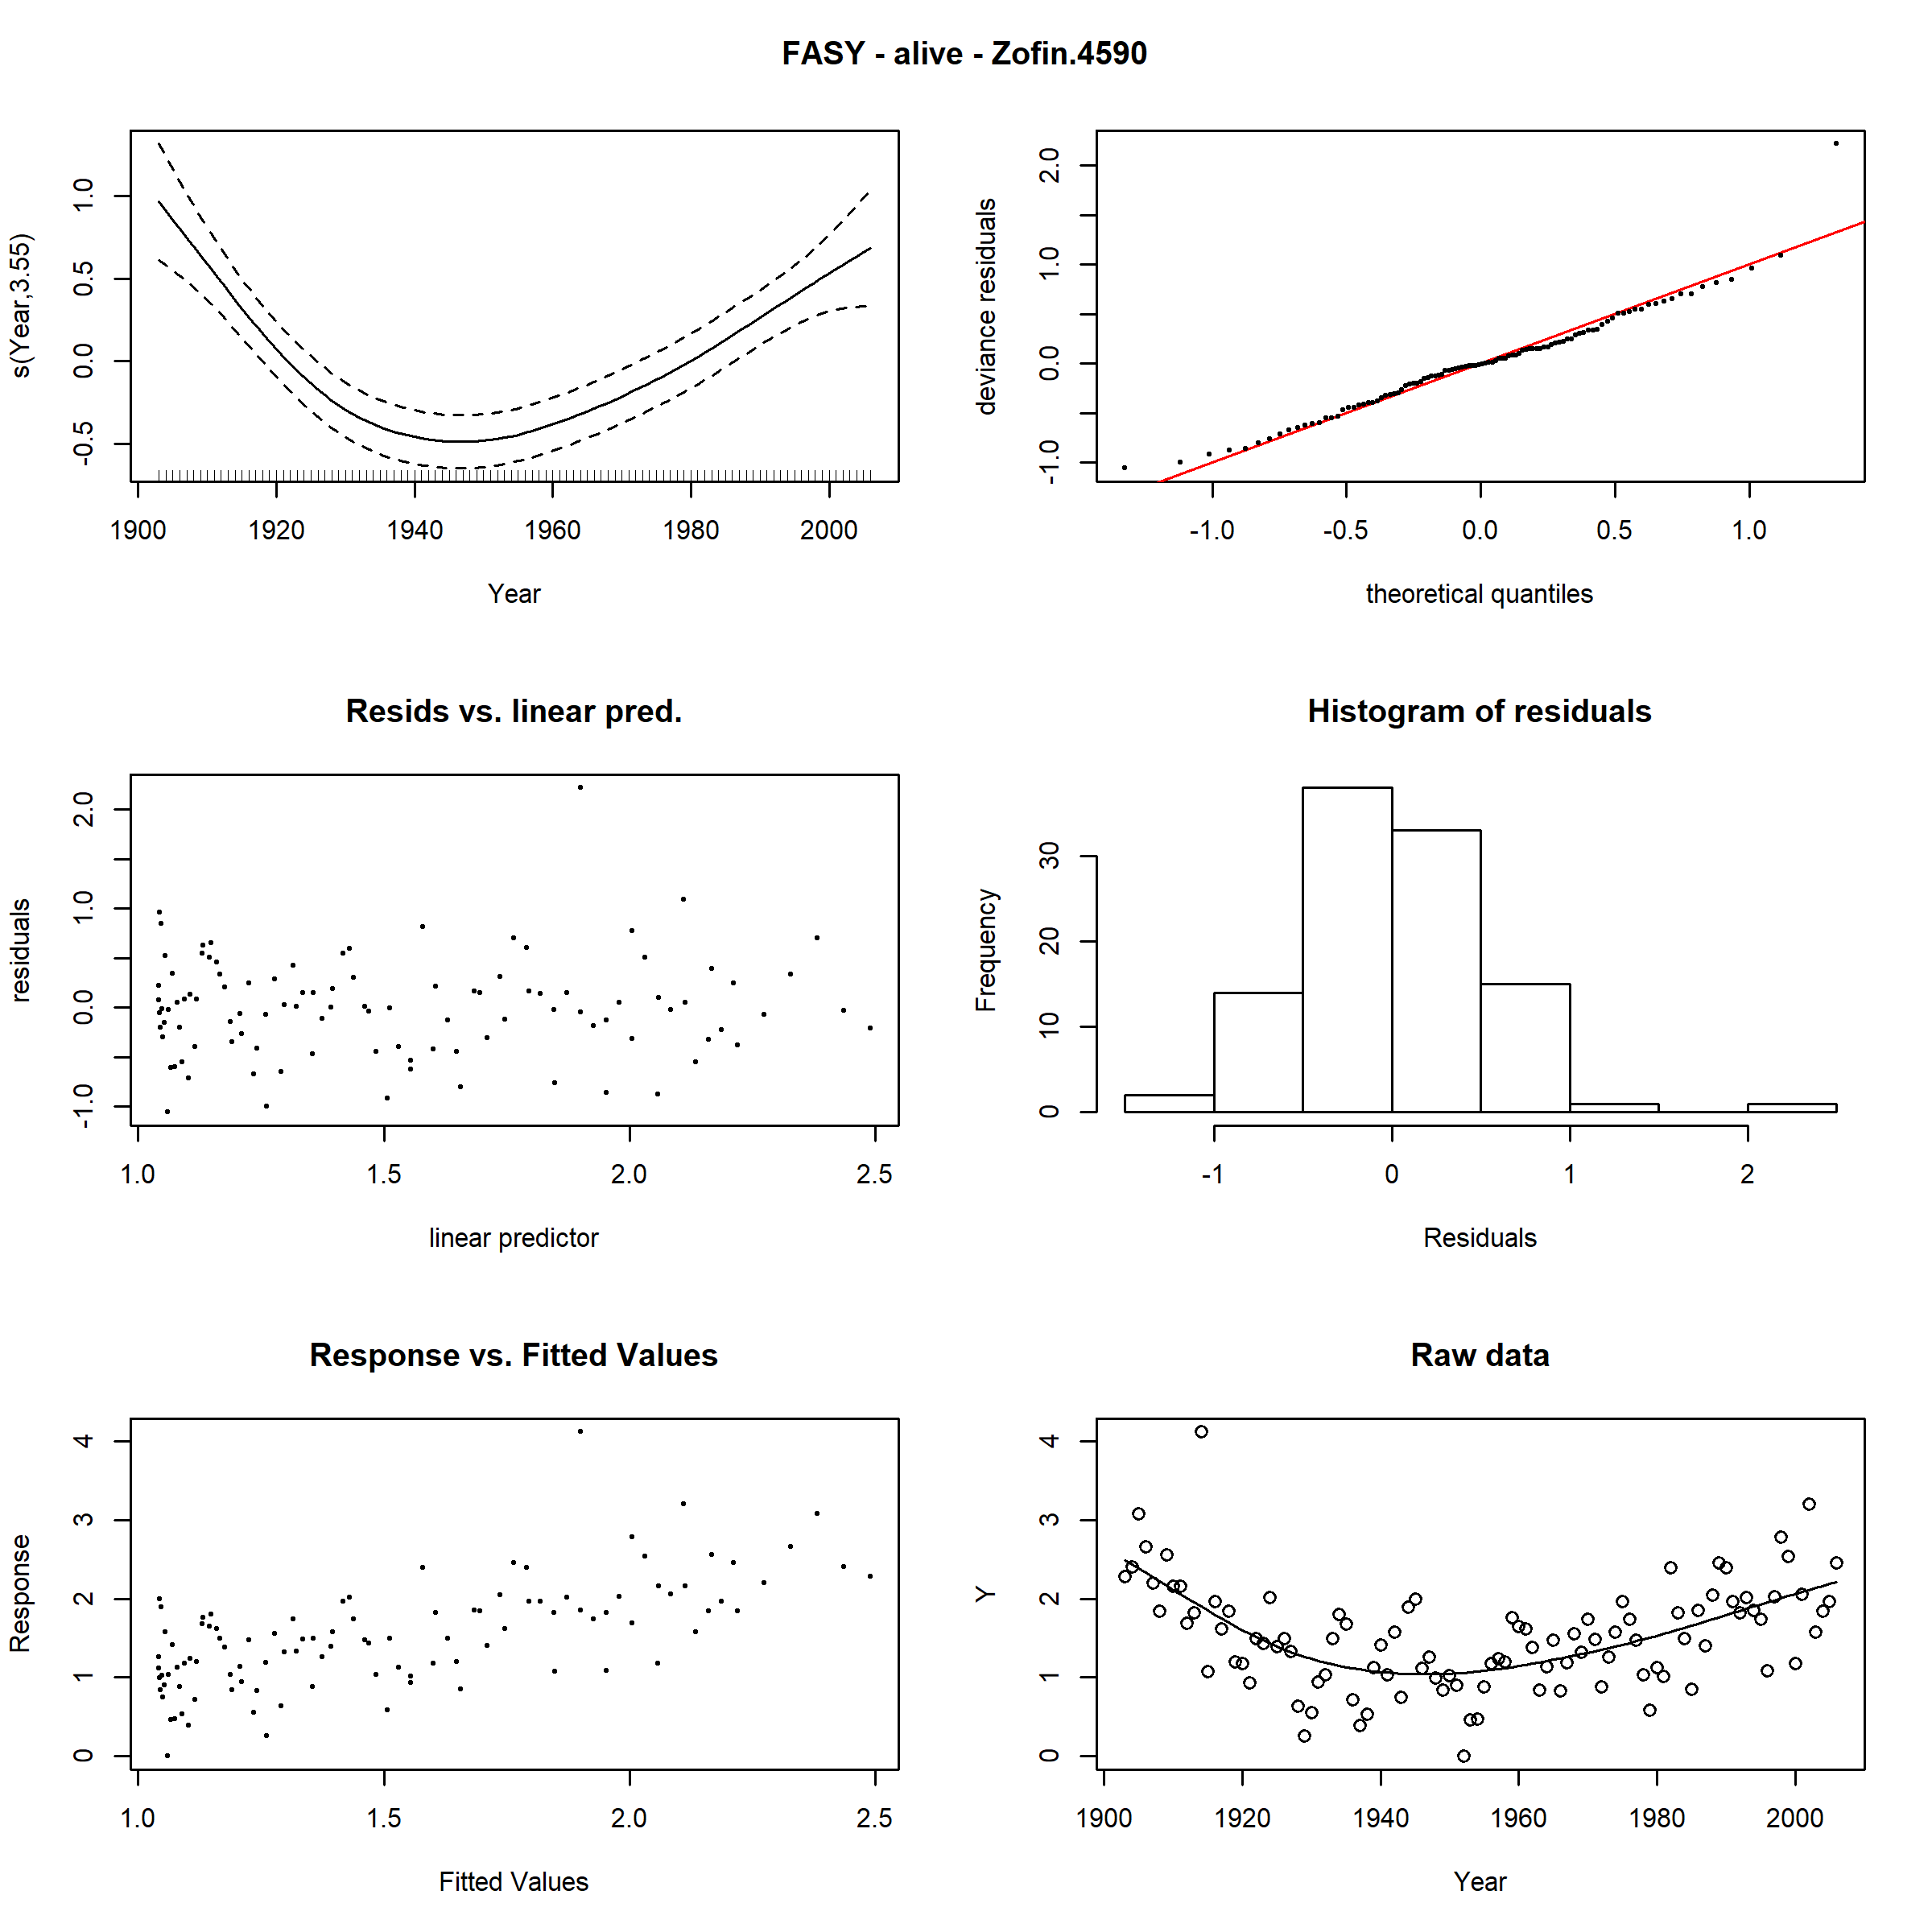 FASY - alive - Zofin.4590
s(Year,3.55)
-0.5 0.0 0.5 1.0
1900 1920 1940 1960 1980 2000
Year
deviance residuals
-1.0 0.0 1.0 2.0
-1.0 -0.5 0.0 0.5 1.0
theoretical quantiles
Resids vs. linear pred.
residuals
-1.0 0.0 1.0 2.0
1.0 1.5 2.0 2.5
linear predictor
Histogram of residuals
Frequency
0 10 20 30
-1 0 1 2
Residuals
Response vs. Fitted Values
Response
0 1 2 3 4
1.0 1.5 2.0 2.5
Fitted Values
Raw data
Y
0 1 2 3 4
1900 1920 1940 1960 1980 2000
Year